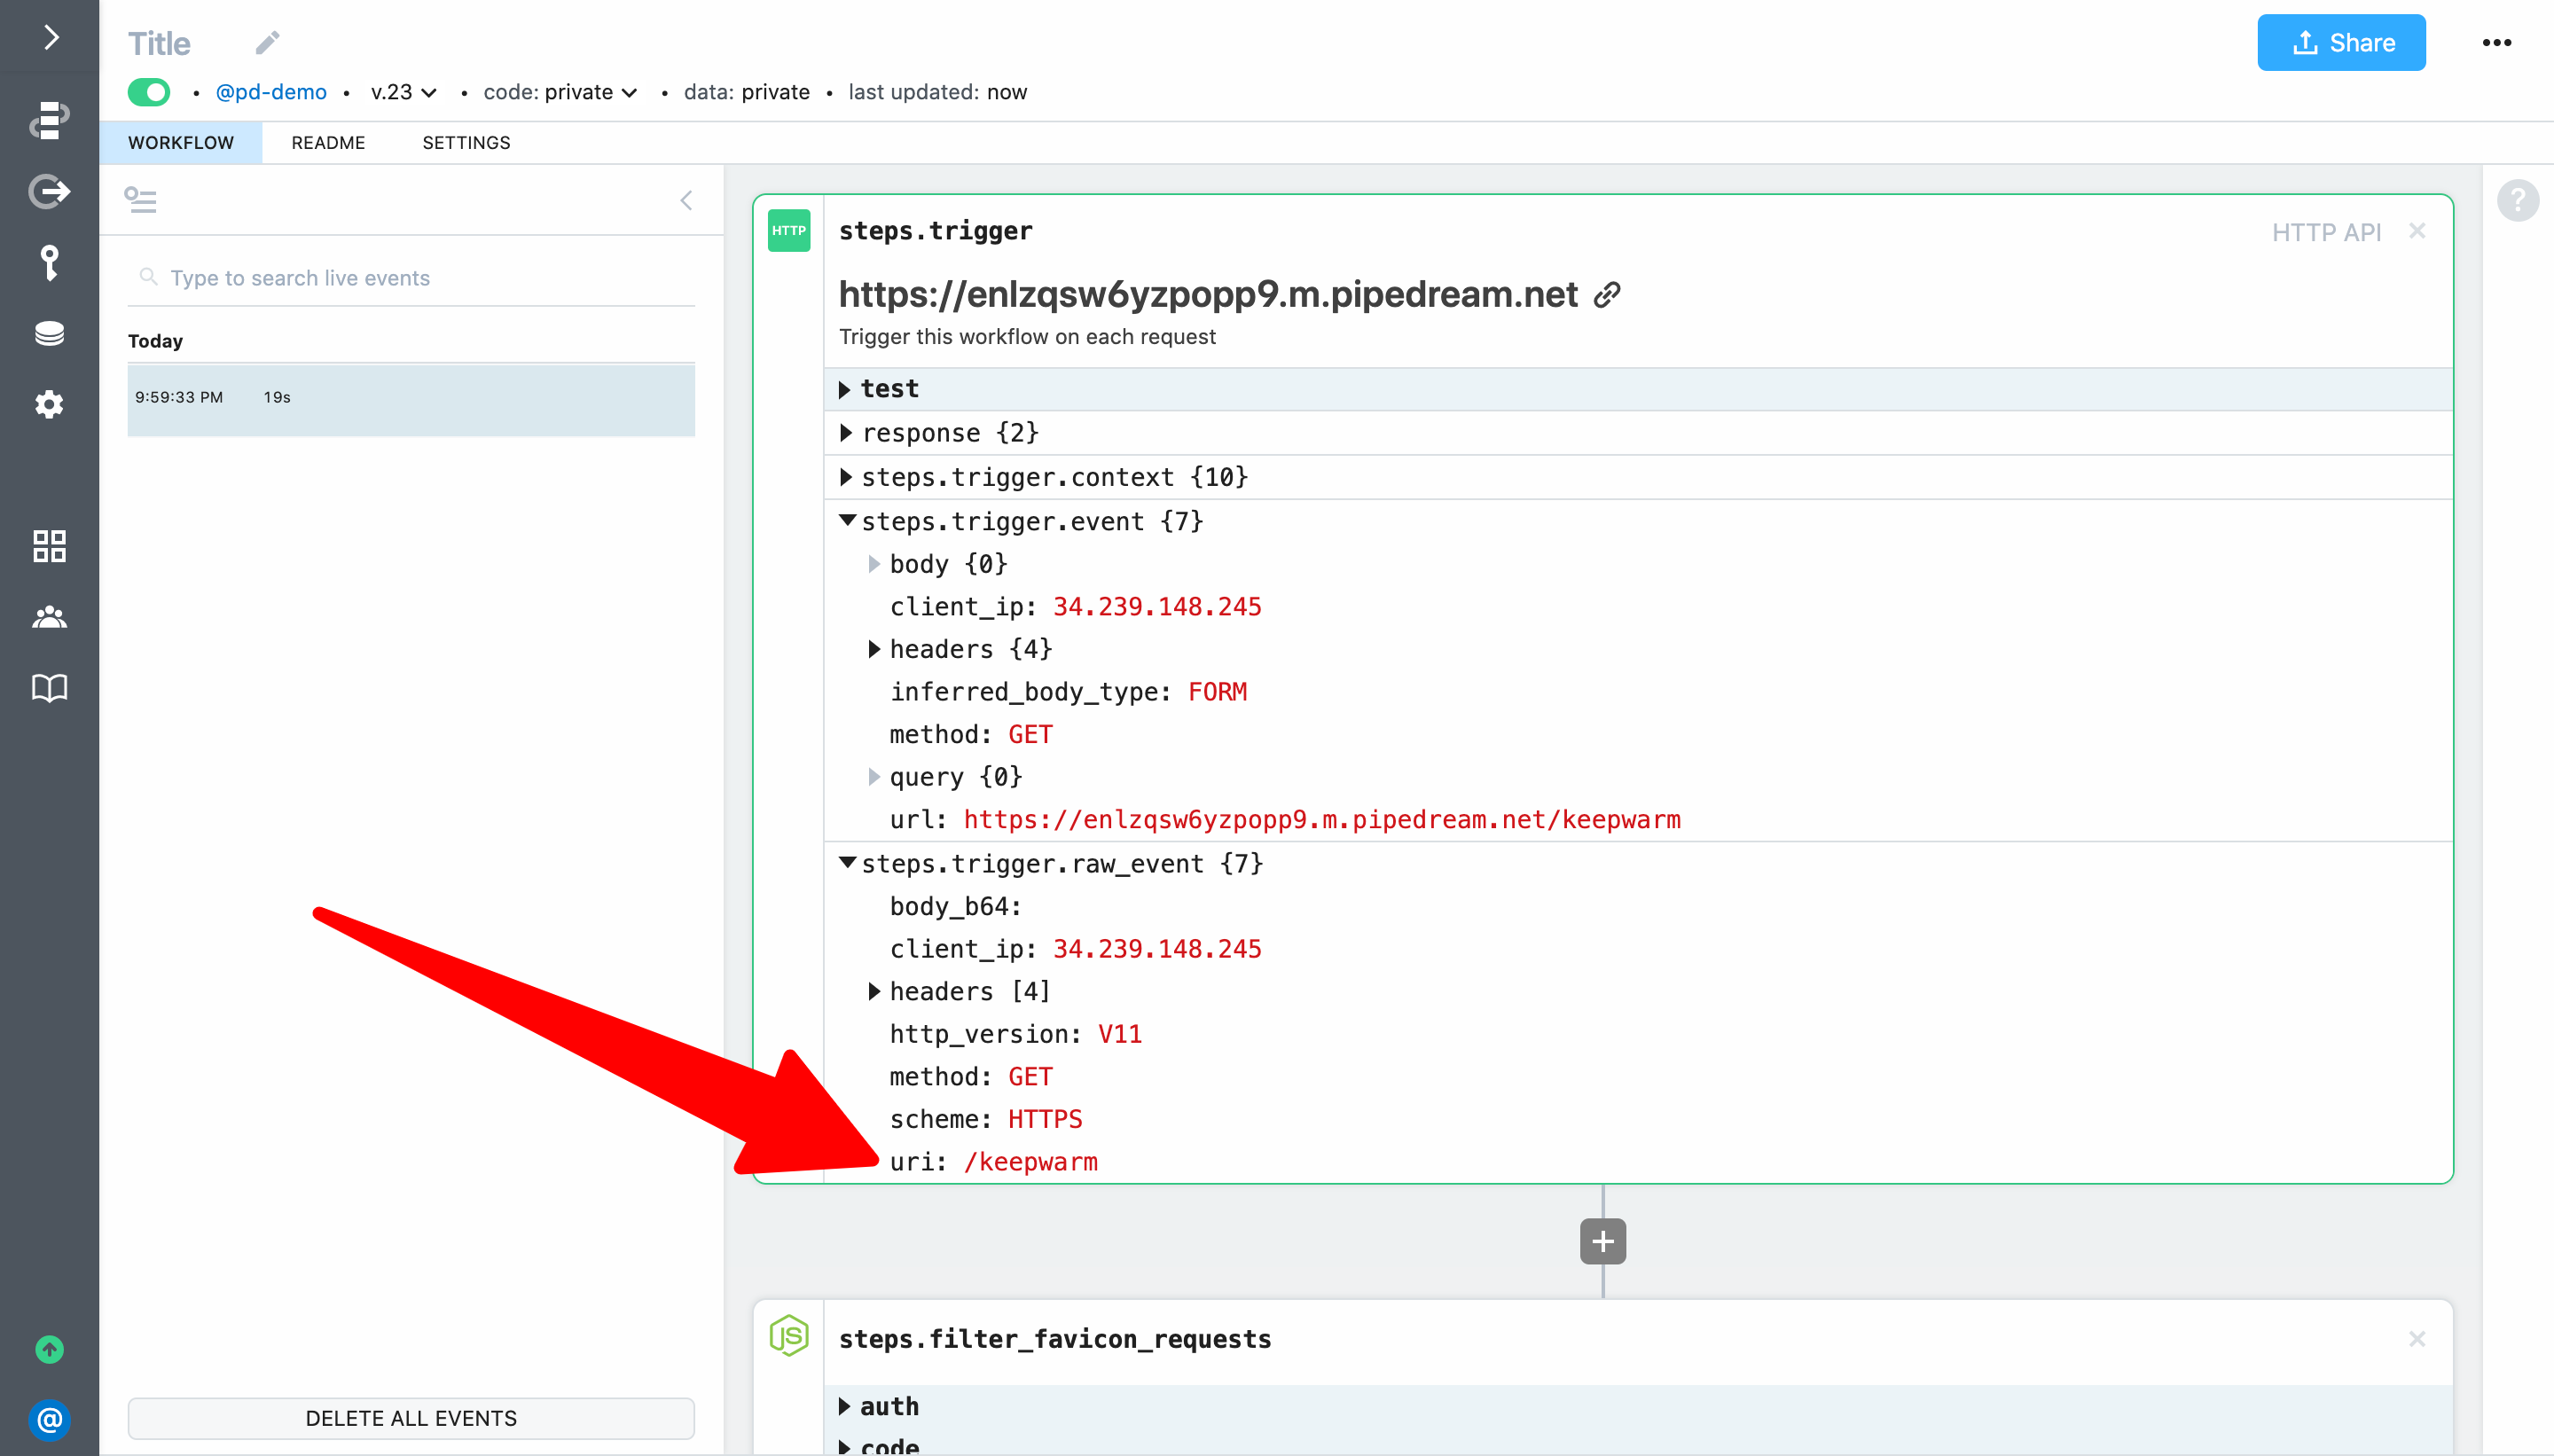 Title
Share
@pd-demo • v.23 • code: private • data: private • last updated: now
WORKFLOW README SETTINGS
Type to search live events
Today
9:59:33 PM 19s
DELETE ALL EVENTS
@
HTTP
steps.trigger
HTTP API
https://enlzqsw6yzpopp9.m.pipedream.net
Trigger this workflow on each request
test
response {2}
steps.trigger.context {10}
steps.trigger.event {7}
body {0}
client_ip: 34.239.148.245
headers {4}
inferred_body_type: FORM
method: GET
query {0}
url: https://enlzqsw6yzpopp9.m.pipedream.net/keepwarm
steps.trigger.raw_event {7}
body_b64:
client_ip: 34.239.148.245
headers [4]
http_version: V11
method: GET
scheme: HTTPS
uri: /keepwarm
JS
steps.filter_favicon_requests
auth
code
?